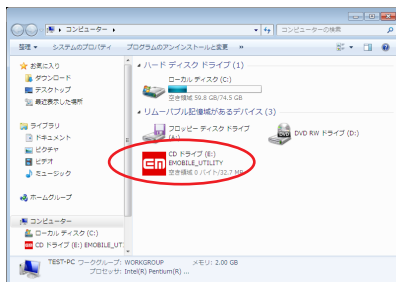 コンピューター
コンピューターの検索
整理
システムのプロパティ
プログラムのアンインストールと変更
»
お気に入り
ダウンロード
デスクトップ
最近表示した場所
ライブラリ
ドキュメント
ピクチャ
ビデオ
ミュージック
ホームグループ
コンピューター
ローカル ディスク (C:)
CD ドライブ (E:) EMOBILE_UT
ハード ディスク ドライブ (1)
ローカル ディスク (C:)
空き領域 59.8 GB/74.5 GB
リムーバブル記憶域があるデバイス (3)
フロッピー ディスク ドライブ
(A:)
DVD RW ドライブ (D:)
CD ドライブ (E:)
EMOBILE_UTILITY
空き領域 0 バイト/32.7 MB
TEST-PC ワークグループ: WORKGROUP メモリ: 2.00 GB
プロセッサ: Intel(R) Pentium(R) ...